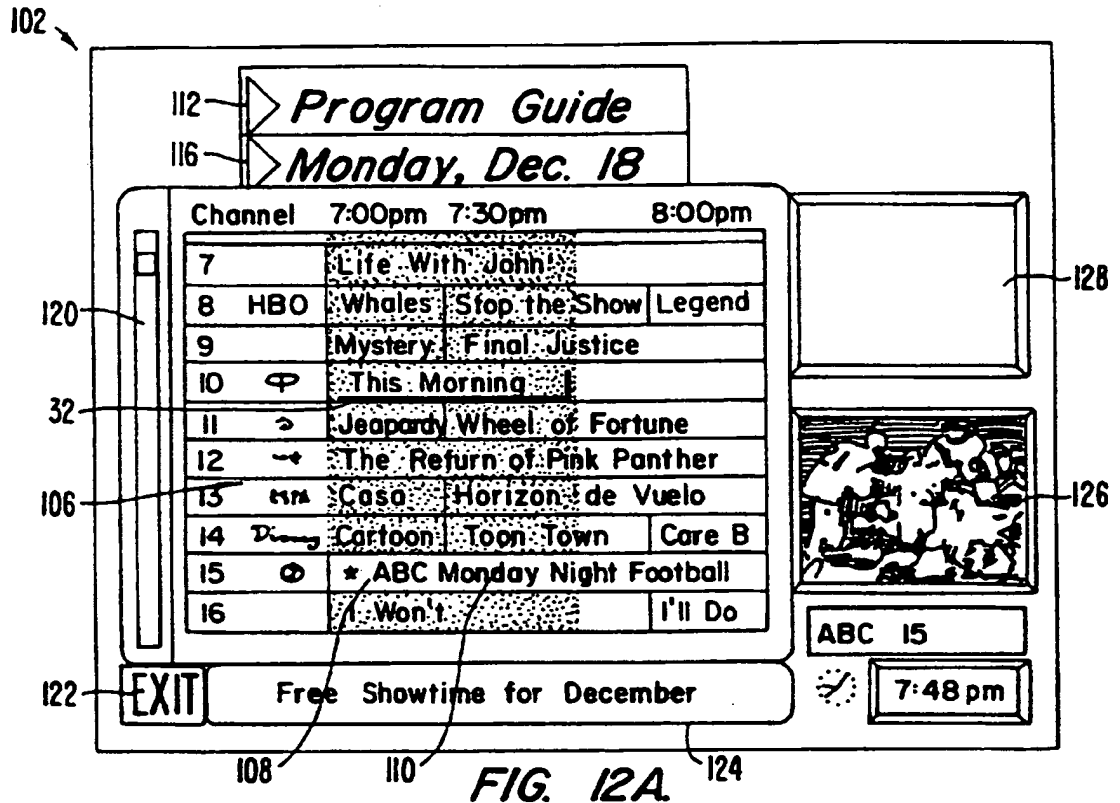 102
112 Program Guide
116 Monday, Dec. 18
Channel 7:00pm 7:30pm 8:00pm
7 Life With John
8 HBO Whales Stop the Show Legend
128
120
9 Mystery Final Justice
10 This Morning
32
11 Jeapardy Wheel of Fortune
12 The Return of Pink Panther
106
13 Casa Horizon de Vuelo
126
14 Disney Cartoon Toon Town Care B
15 * ABC Monday Night Football
16 I Won't I'll Do
ABC 15
122 EXIT Free Showtime for December 7:48 pm
108 110 124
FIG. 12A.